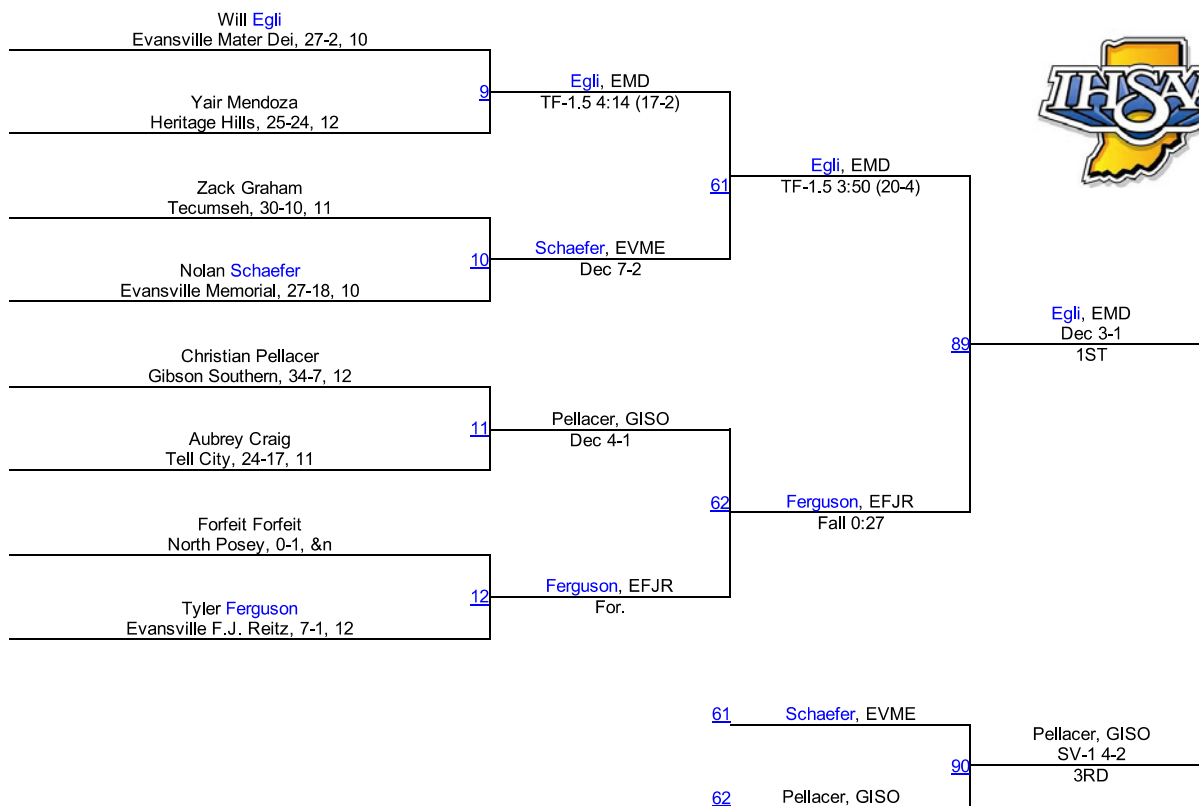 Will Egli
Evansville Mater Dei, 27-2, 10
Yair Mendoza
Heritage Hills, 25-24, 12
Zack Graham
Tecumseh, 30-10, 11
Nolan Schaefer
Evansville Memorial, 27-18, 10
Christian Pellacer
Gibson Southern, 34-7, 12
Aubrey Craig
Tell City, 24-17, 11
Forfeit Forfeit
North Posey, 0-1, &n
Tyler Ferguson
Evansville F.J. Reitz, 7-1, 12
9
10
11
12
Egli, EMD
TF-1.5 4:14 (17-2)
Schaefer, EVME
Dec 7-2
Pellacer, GISO
Dec 4-1
Ferguson, EFJR
For.
61
62
Egli, EMD
TF-1.5 3:50 (20-4)
Ferguson, EFJR
Fall 0:27
89
Egli, EMD
Dec 3-1
1ST
IHSAA
61
Schaefer, EVME
62
Pellacer, GISO
90
Pellacer, GISO
SV-1 4-2
3RD